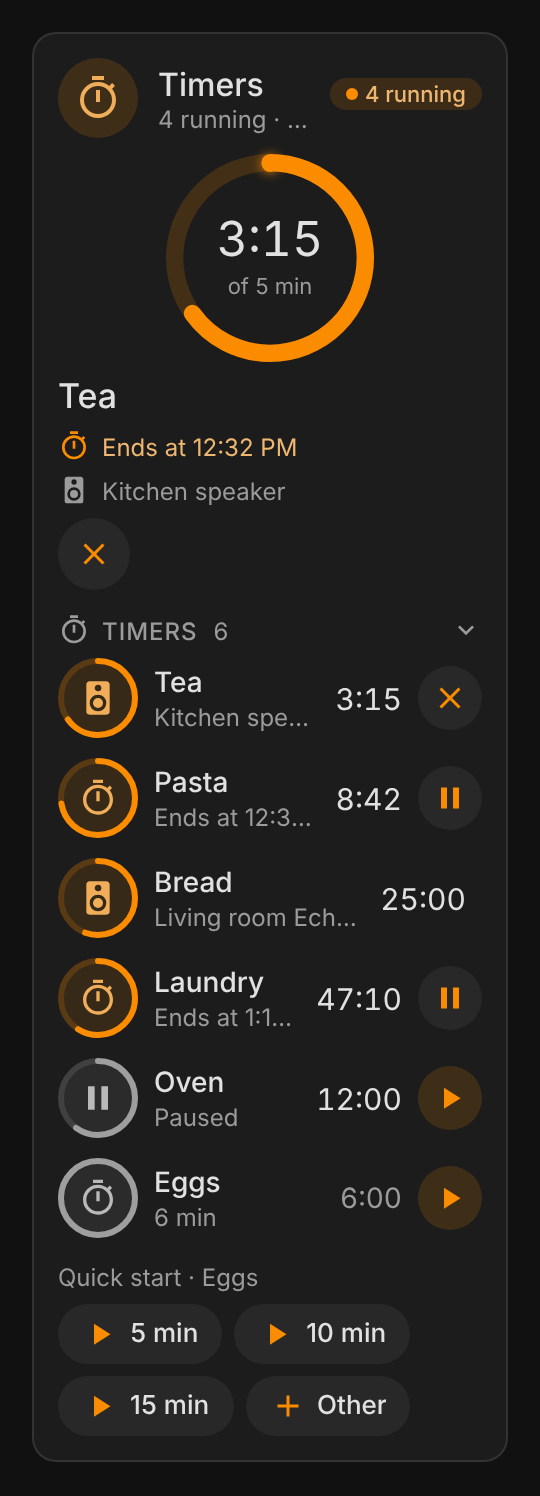 Timers
4 running · ...
4 running
3:15
of 5 min
Tea
Ends at 12:32 PM
Kitchen speaker
TIMERS 6
Tea
Kitchen spe...
3:15
Pasta
Ends at 12:3...
8:42
Bread
Living room Ech...
25:00
Laundry
Ends at 1:1...
47:10
Oven
Paused
12:00
Eggs
6 min
6:00
Quick start · Eggs
5 min
10 min
15 min
Other